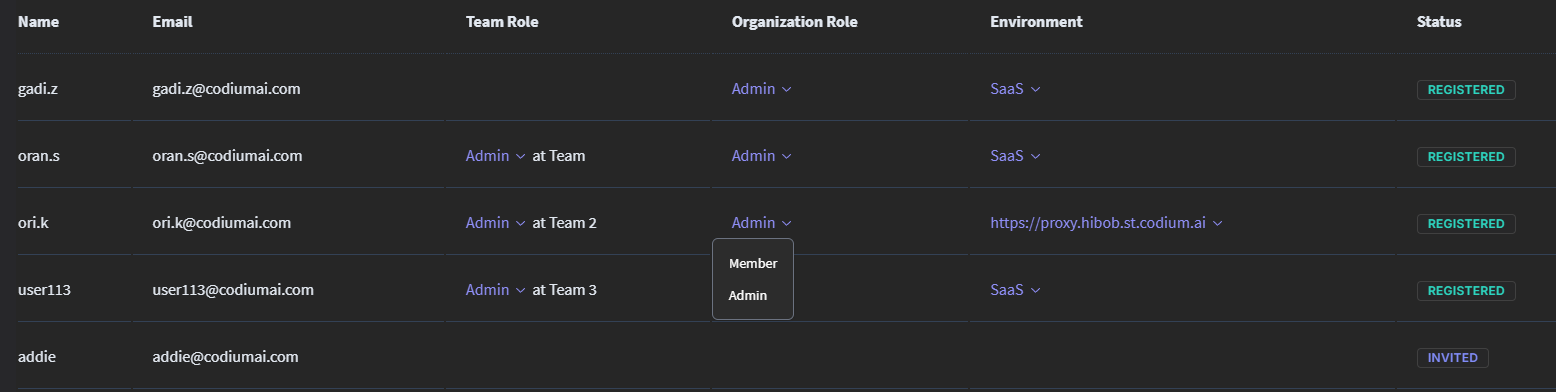 Name Email Team Role Organization Role Environment Status
gadi.z gadi.z@codiumai.com Admin SaaS REGISTERED
oran.s oran.s@codiumai.com Admin at Team Admin SaaS REGISTERED
ori.k ori.k@codiumai.com Admin at Team 2 Admin https://proxy.hibob.st.codium.ai REGISTERED
Member
user113 user113@codiumai.com Admin at Team 3 SaaS REGISTERED
Admin
addie addie@codiumai.com INVITED